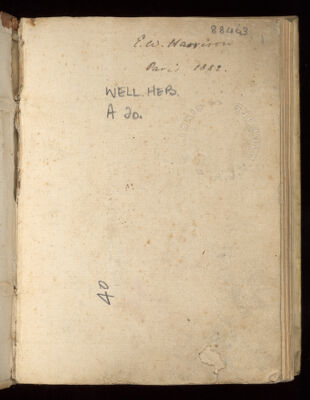 88463
E. W. Harrison
Paris 1882.
WELL. HEB.
A 20.
40